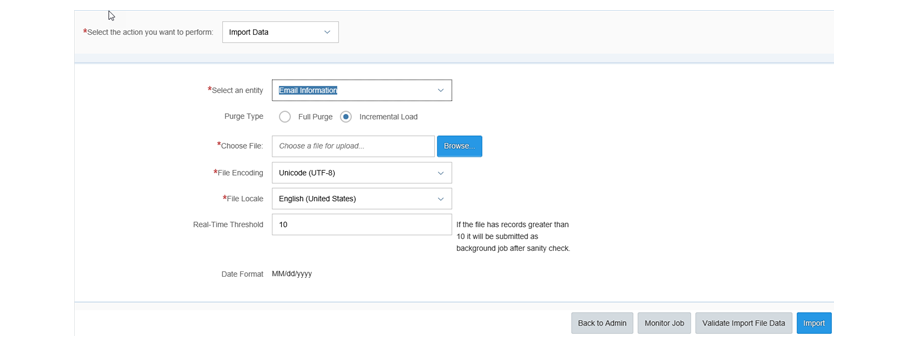 *Select the action you want to perform: Import Data
*Select an entity Email Information
Purge Type Full Purge Incremental Load
*Choose File: Choose a file for upload... Browse...
*File Encoding Unicode (UTF-8)
*File Locale English (United States)
Real-Time Threshold 10 If the file has records greater than
10 it will be submitted as
background job after sanity check.
Date Format MM/dd/yyyy
Back to Admin Monitor Job Validate Import File Data Import